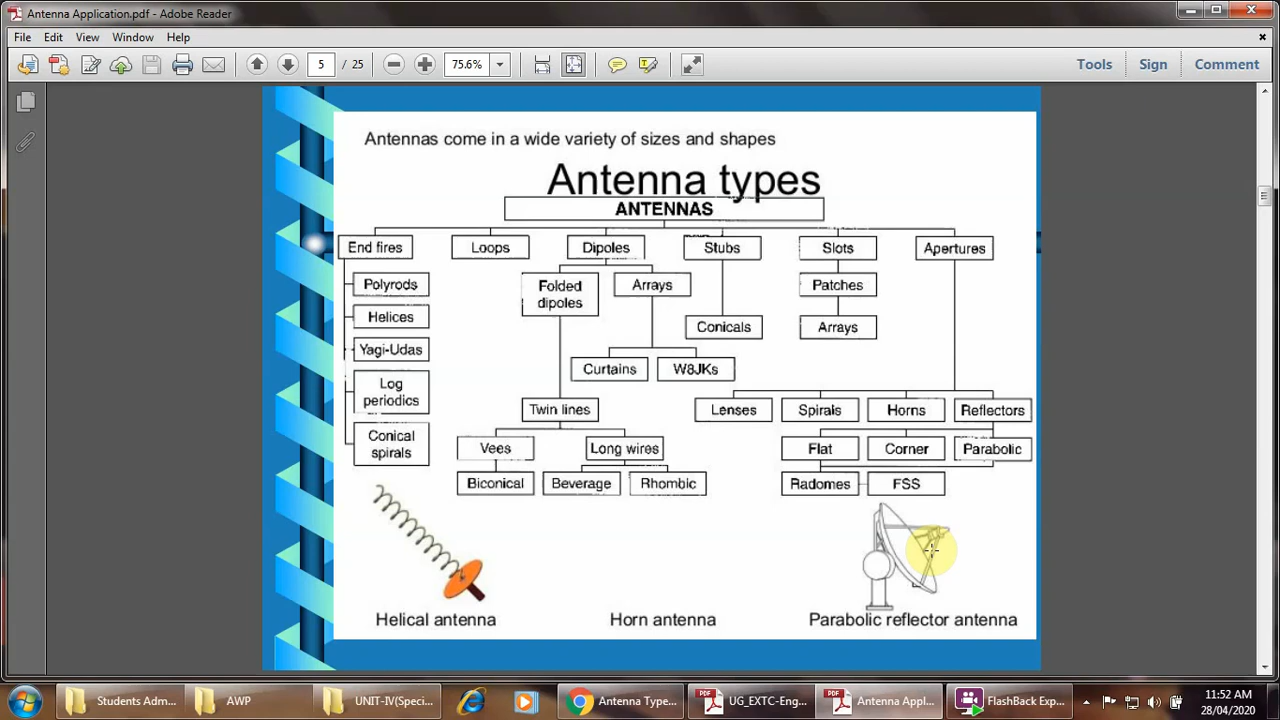 Antenna Application.pdf - Adobe Reader
File Edit View Window Help
5 / 25 75.6% Tools Sign Comment
Antennas come in a wide variety of sizes and shapes
Antenna types
ANTENNAS
End fires Loops Dipoles Stubs Slots Apertures
Polyrods Folded dipoles Arrays Patches
Helices Conicals Arrays
Yagi-Udas Curtains W8JKs
Log periodics Twin lines Lenses Spirals Horns Reflectors
Conical spirals Vees Long wires Flat Corner Parabolic
Biconical Beverage Rhombic Radomes FSS
Helical antenna Horn antenna Parabolic reflector antenna
Students Adm... AWP UNIT-IV(Speci... Antenna Type... PDF UG_EXTC-Eng... PDF Antenna Appl... FlashBack Exp...
11:52 AM
28/04/2020